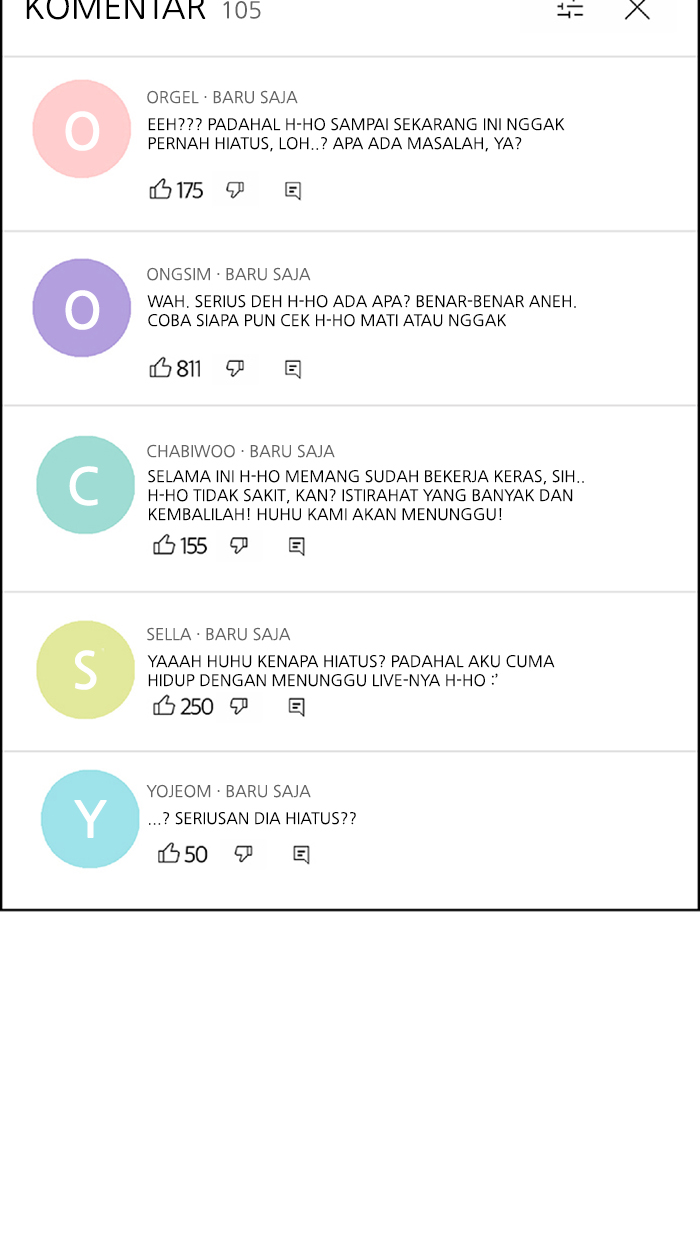 KOMENTAR 105
O
ORGEL · BARU SAJA
EEH??? PADAHAL H-HO SAMPAI SEKARANG INI NGGAK
PERNAH HIATUS, LOH..? APA ADA MASALAH, YA?
175
O
ONGSIM · BARU SAJA
WAH. SERIUS DEH H-HO ADA APA? BENAR-BENAR ANEH.
COBA SIAPA PUN CEK H-HO MATI ATAU NGGAK
811
C
CHABIWOO · BARU SAJA
SELAMA INI H-HO MEMANG SUDAH BEKERJA KERAS, SIH..
H-HO TIDAK SAKIT, KAN? ISTIRAHAT YANG BANYAK DAN
KEMBALILAH! HUHU KAMI AKAN MENUNGGU!
155
S
SELLA · BARU SAJA
YAAAH HUHU KENAPA HIATUS? PADAHAL AKU CUMA
HIDUP DENGAN MENUNGGU LIVE-NYA H-HO :'
250
Y
YOJEOM · BARU SAJA
...? SERIUSAN DIA HIATUS??
50